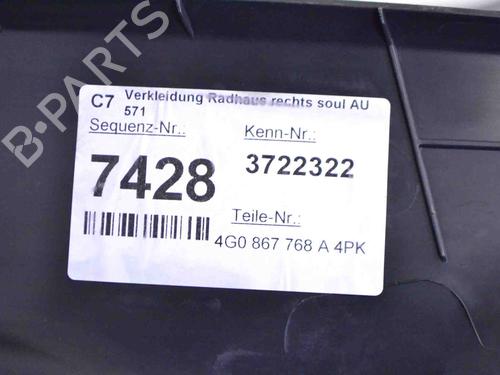 B-PARTS
C7 Verkleidung Radhaus rechts soul AU
571
Sequenz-Nr.: Kenn-Nr.:
7428 3722322
Teile-Nr.:
4G0 867 768 A 4PK